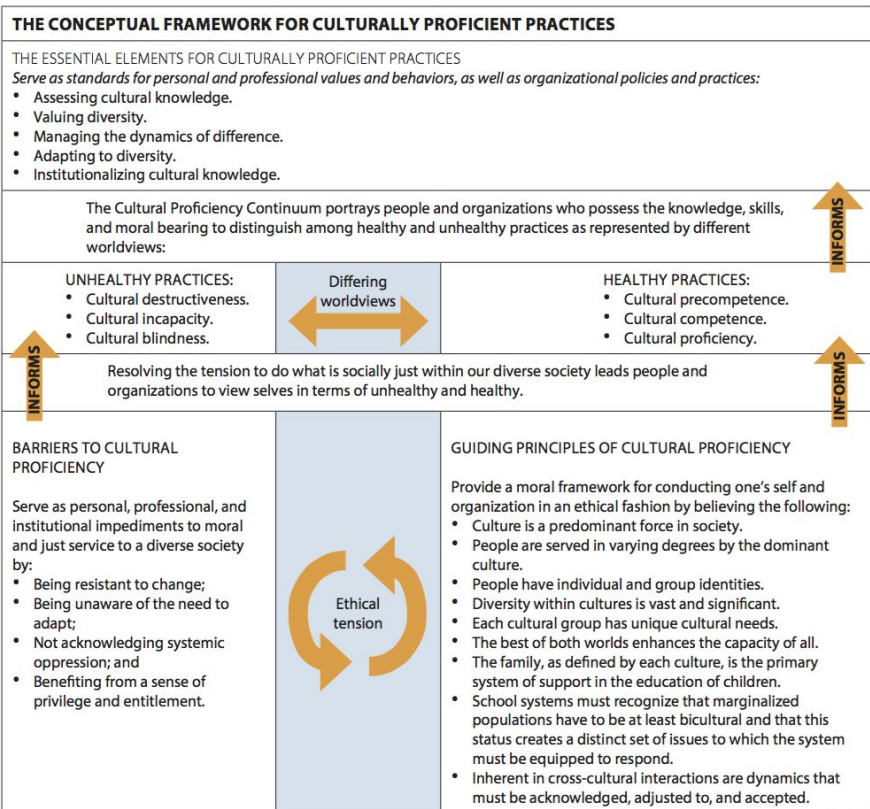 THE CONCEPTUAL FRAMEWORK FOR CULTURALLY PROFICIENT PRACTICES
THE ESSENTIAL ELEMENTS FOR CULTURALLY PROFICIENT PRACTICES
Serve as standards for personal and professional values and behaviors, as well as organizational policies and practices:
• Assessing cultural knowledge.
• Valuing diversity.
• Managing the dynamics of difference.
• Adapting to diversity.
• Institutionalizing cultural knowledge.
The Cultural Proficiency Continuum portrays people and organizations who possess the knowledge, skills,
and moral bearing to distinguish among healthy and unhealthy practices as represented by different
worldviews:
INFORMS
UNHEALTHY PRACTICES:
• Cultural destructiveness.
• Cultural incapacity.
• Cultural blindness.
Differing
worldviews
HEALTHY PRACTICES:
• Cultural precompetence.
• Cultural competence.
• Cultural proficiency.
INFORMS
Resolving the tension to do what is socially just within our diverse society leads people and
organizations to view selves in terms of unhealthy and healthy.
INFORMS
BARRIERS TO CULTURAL
PROFICIENCY
Serve as personal, professional, and
institutional impediments to moral
and just service to a diverse society
by:
• Being resistant to change;
• Being unaware of the need to
adapt;
• Not acknowledging systemic
oppression; and
• Benefiting from a sense of
privilege and entitlement.
Ethical
tension
GUIDING PRINCIPLES OF CULTURAL PROFICIENCY
Provide a moral framework for conducting one's self and
organization in an ethical fashion by believing the following:
• Culture is a predominant force in society.
• People are served in varying degrees by the dominant
culture.
• People have individual and group identities.
• Diversity within cultures is vast and significant.
• Each cultural group has unique cultural needs.
• The best of both worlds enhances the capacity of all.
• The family, as defined by each culture, is the primary
system of support in the education of children.
• School systems must recognize that marginalized
populations have to be at least bicultural and that this
status creates a distinct set of issues to which the system
must be equipped to respond.
• Inherent in cross-cultural interactions are dynamics that
must be acknowledged, adjusted to, and accepted.